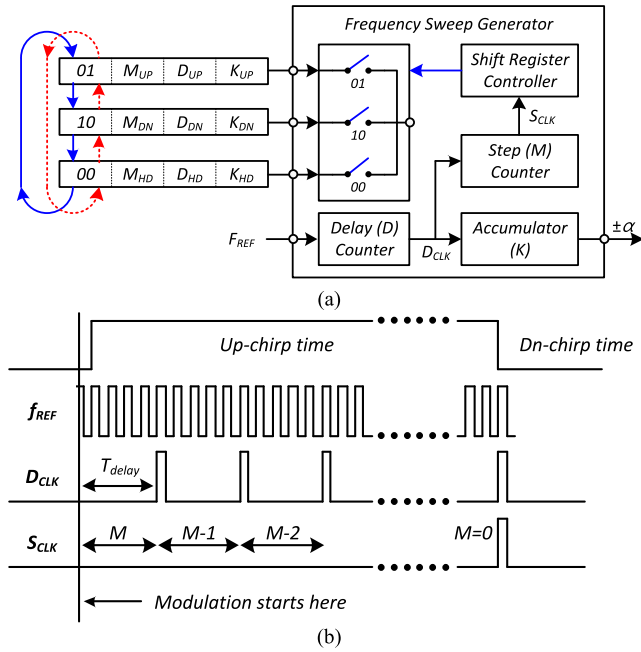 Frequency Sweep Generator
01 M_UP D_UP K_UP
10 M_DN D_DN K_DN
00 M_HD D_HD K_HD
01
10
00
Shift Register
Controller
S_CLK
Step (M)
Counter
F_REF
Delay (D)
Counter
D_CLK
Accumulator
(K)
±α
(a)
Up-chirp time
Dn-chirp time
f_REF
D_CLK
T_delay
S_CLK
M M-1 M-2 M=0
Modulation starts here
(b)